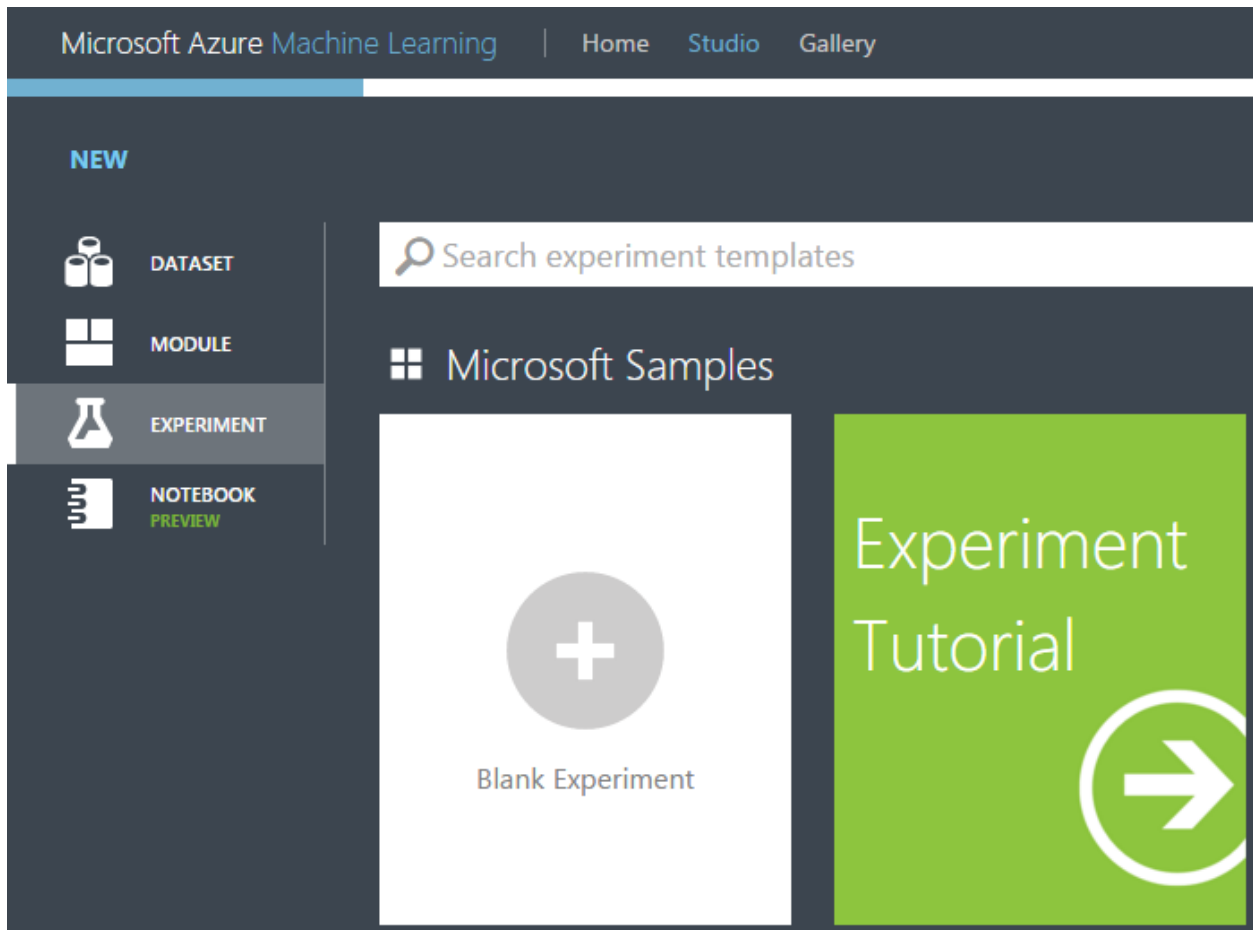 Microsoft Azure Machine Learning | Home Studio Gallery
NEW
DATASET
MODULE
EXPERIMENT
NOTEBOOK
PREVIEW
Search experiment templates
Microsoft Samples
Blank Experiment
Experiment
Tutorial